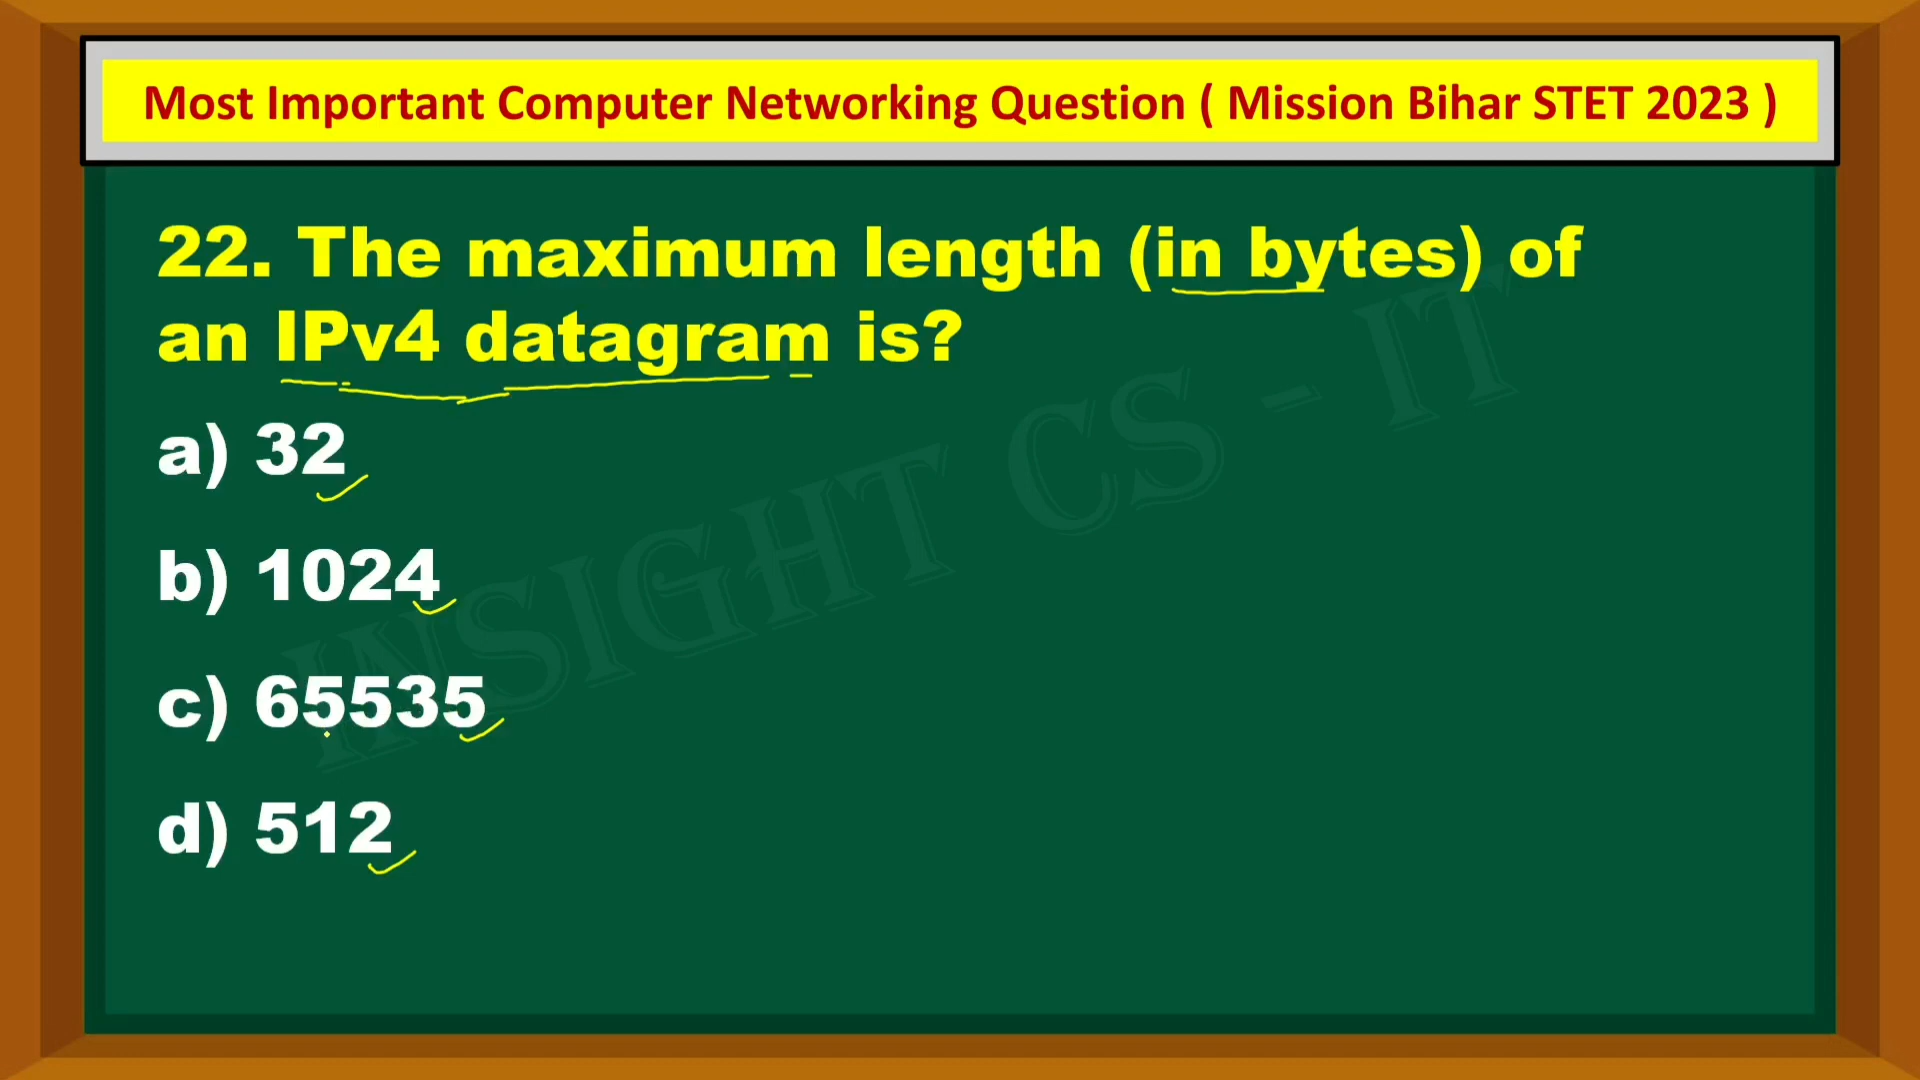 Most Important Computer Networking Question ( Mission Bihar STET 2023 )
22. The maximum length (in bytes) of
an IPv4 datagram is?
a) 32
b) 1024
c) 65535
d) 512
INSIGHT CS - IT